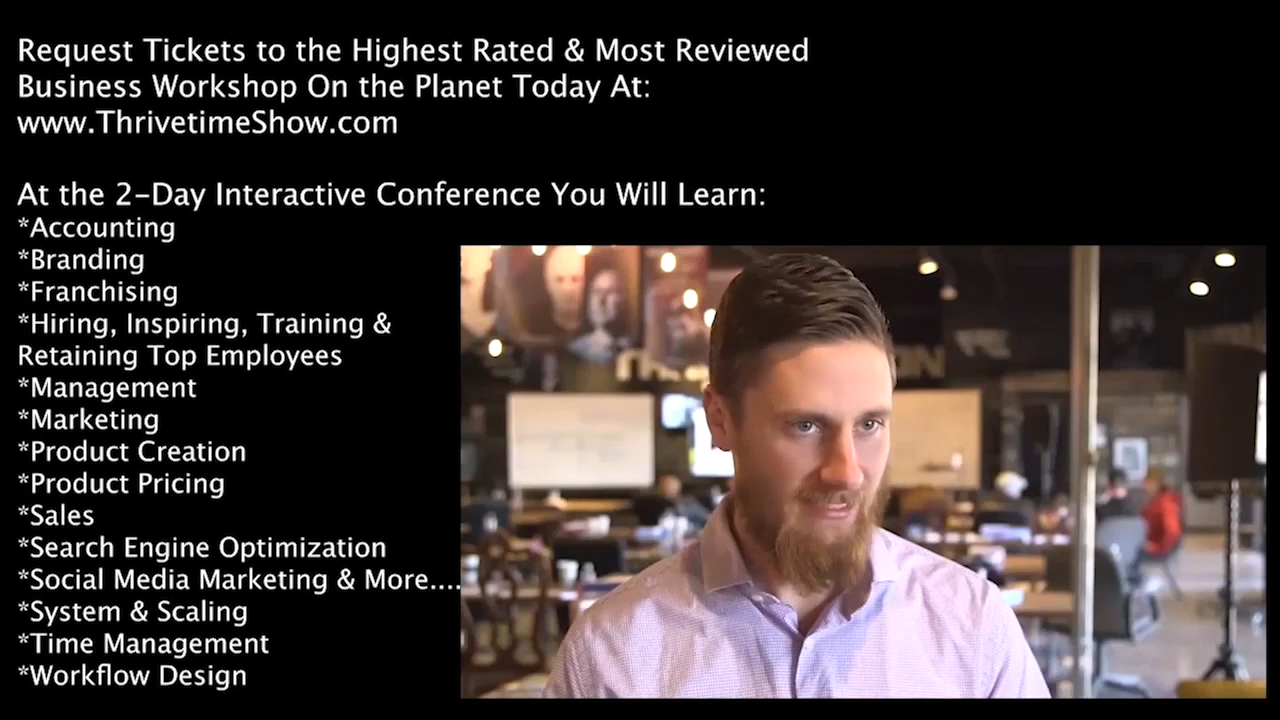 Request Tickets to the Highest Rated & Most Reviewed
Business Workshop On the Planet Today At:
www.ThrivetimeShow.com
At the 2-Day Interactive Conference You Will Learn:
*Accounting
*Branding
*Franchising
*Hiring, Inspiring, Training &
Retaining Top Employees
*Management
*Marketing
*Product Creation
*Product Pricing
*Sales
*Search Engine Optimization
*Social Media Marketing & More....
*System & Scaling
*Time Management
*Workflow Design